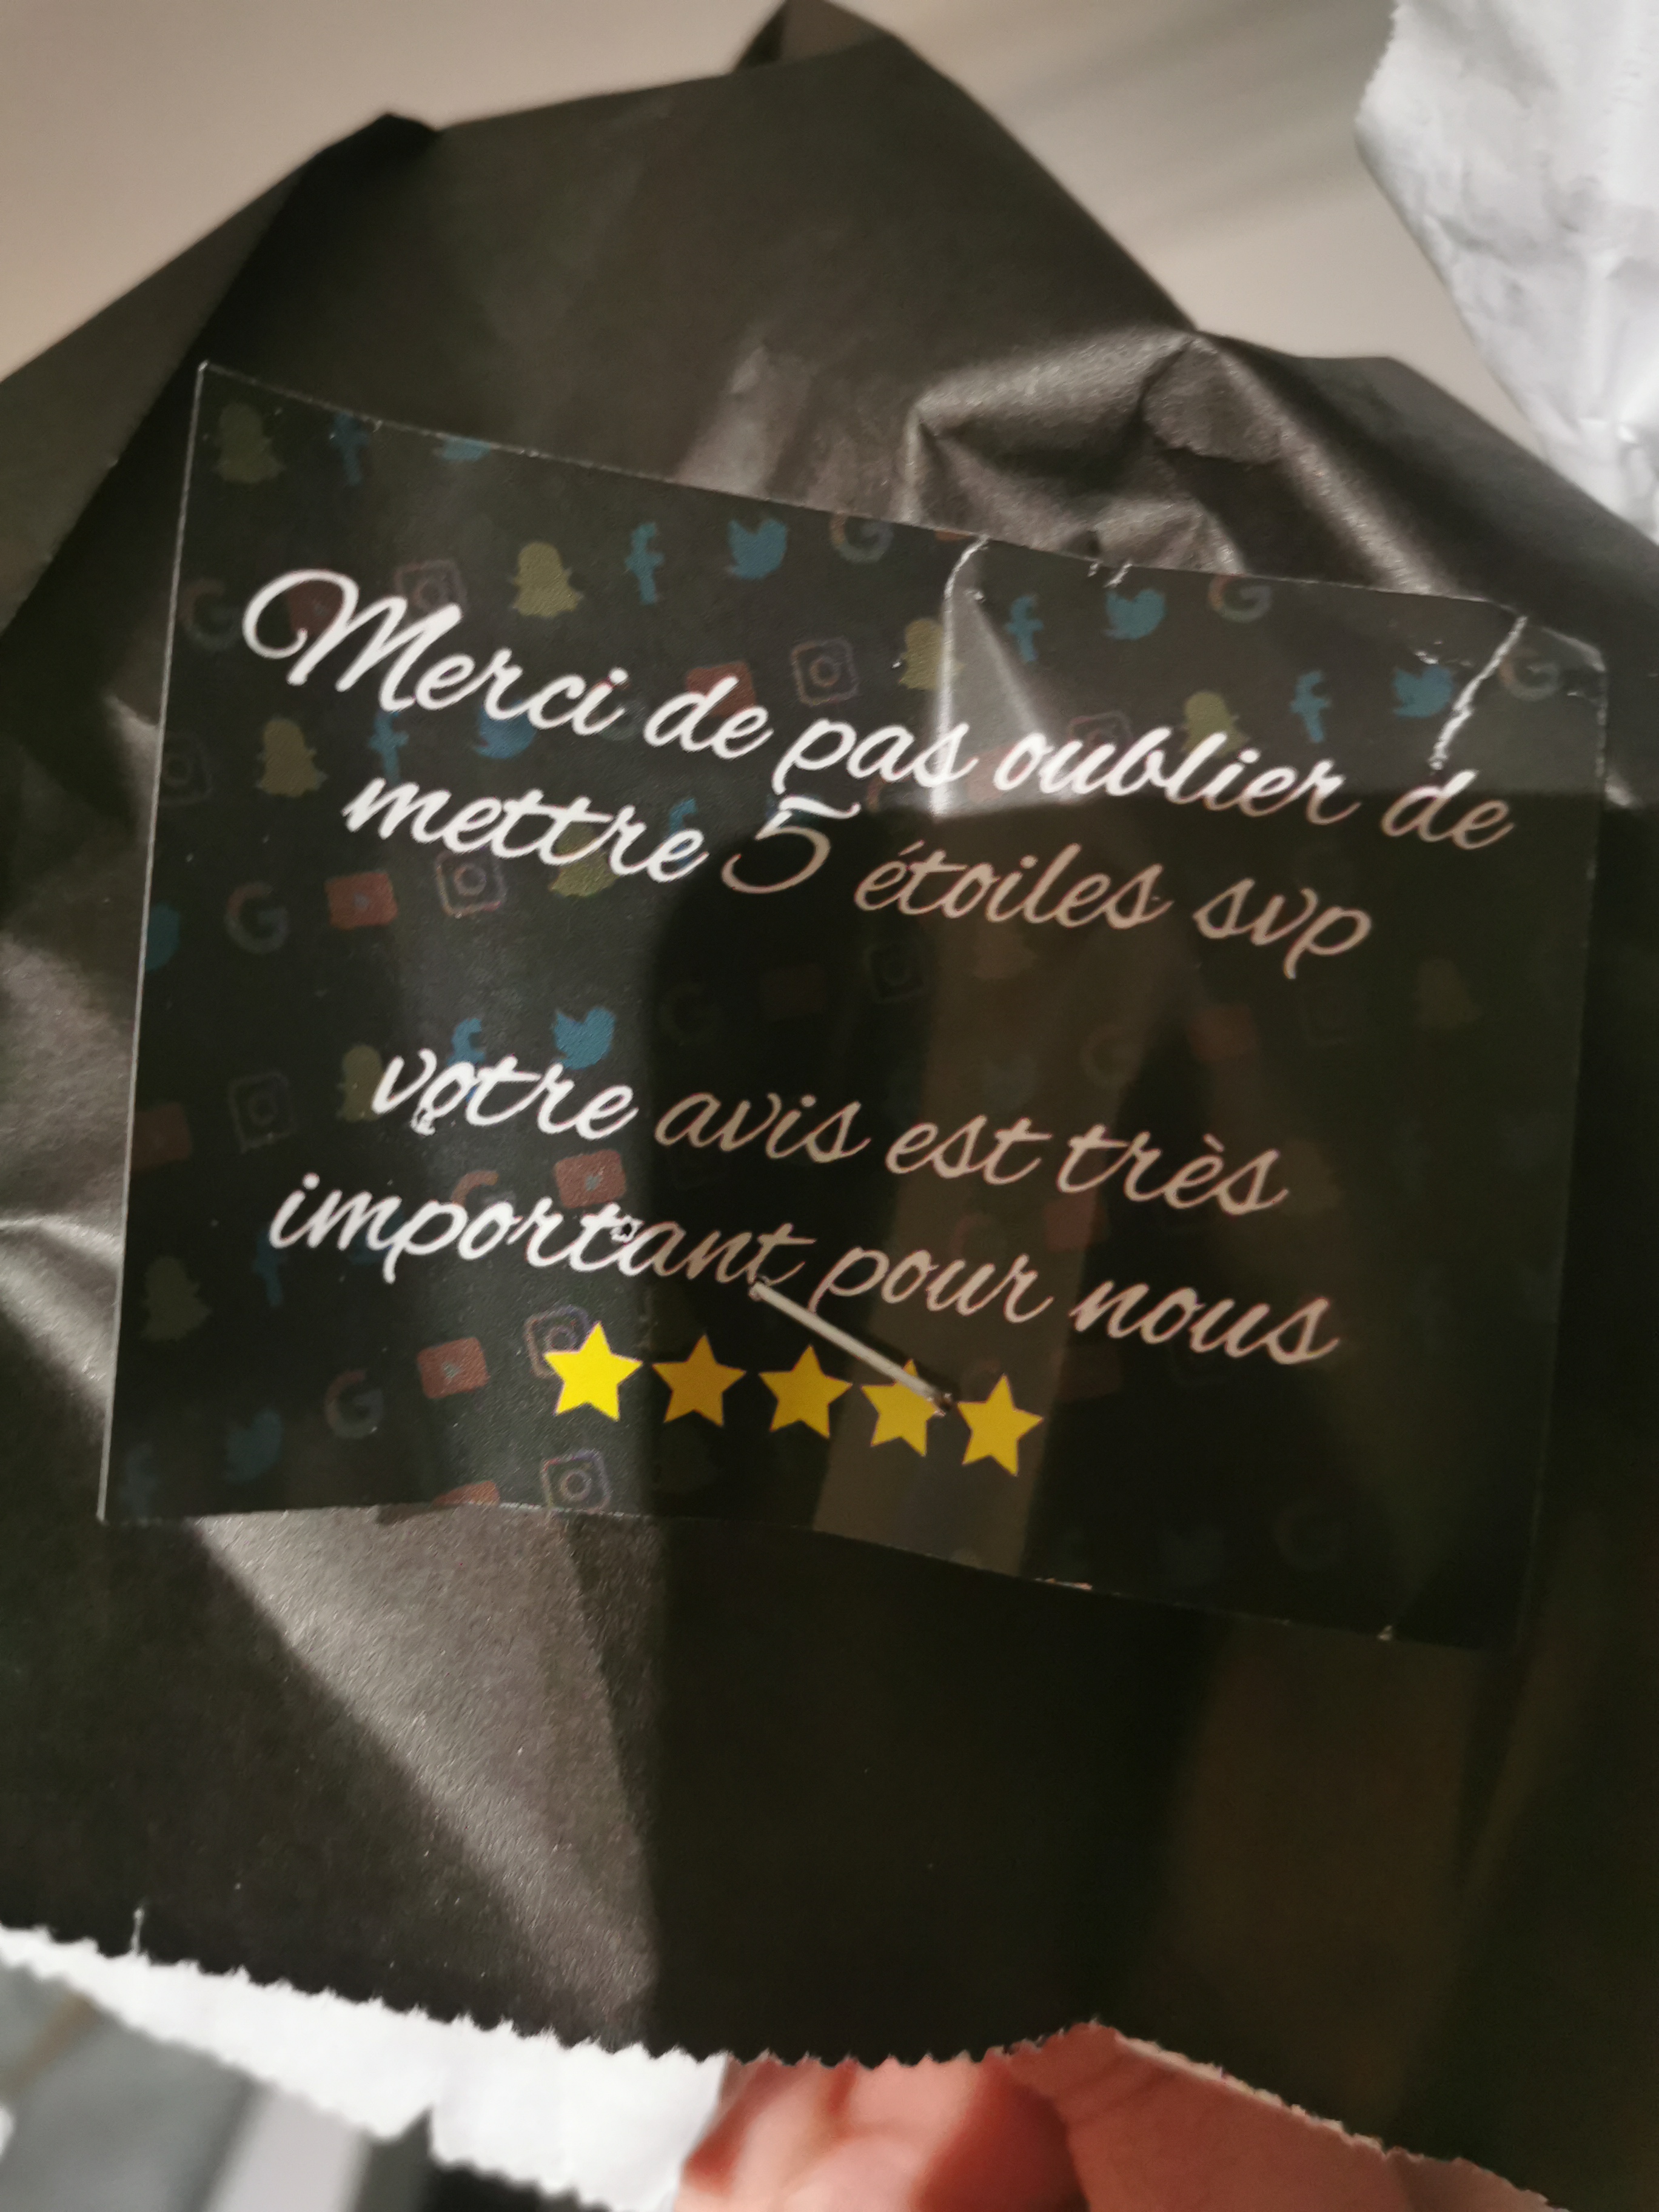 Merci de pas oublier de
mettre 5 étoiles svp
votre avis est très
important pour nous